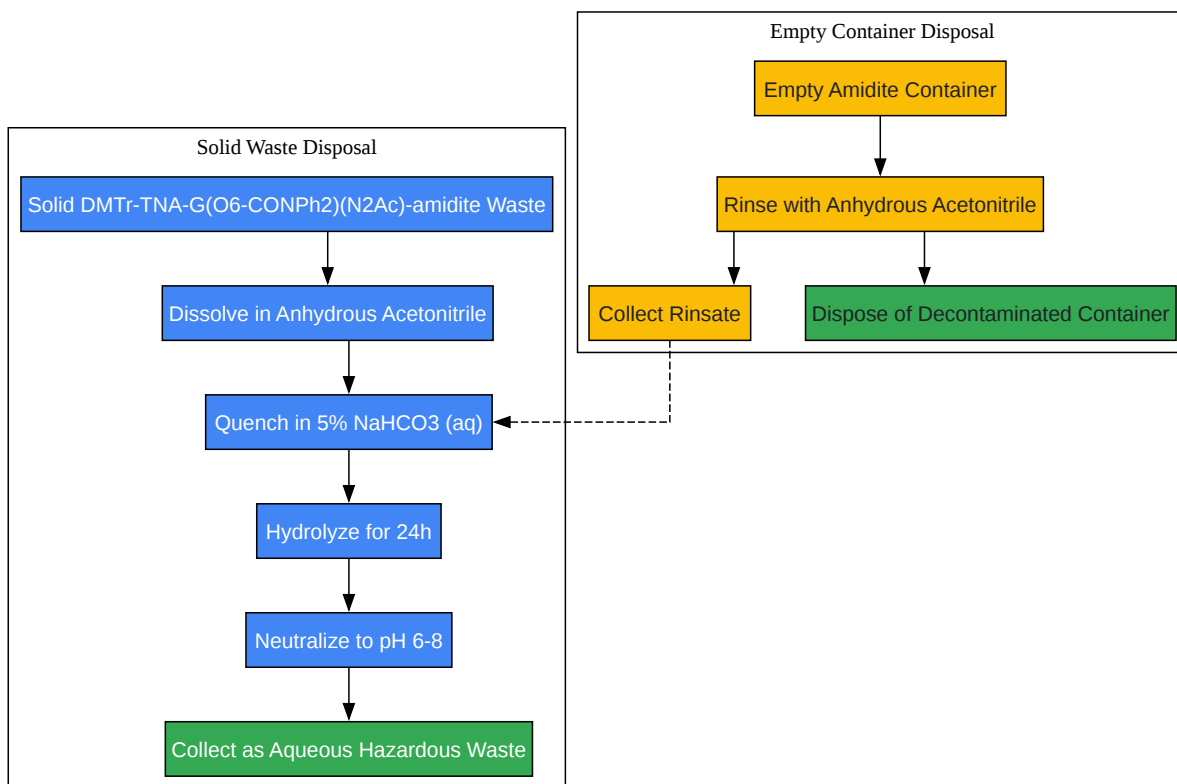 Empty Container Disposal
Empty Amidite Container
Rinse with Anhydrous Acetonitrile
Collect Rinsate
Dispose of Decontaminated Container
Solid Waste Disposal
Solid DMTr-TNA-G(O6-CONPh2)(N2Ac)-amidite Waste
Dissolve in Anhydrous Acetonitrile
Quench in 5% NaHCO3 (aq)
Hydrolyze for 24h
Neutralize to pH 6-8
Collect as Aqueous Hazardous Waste